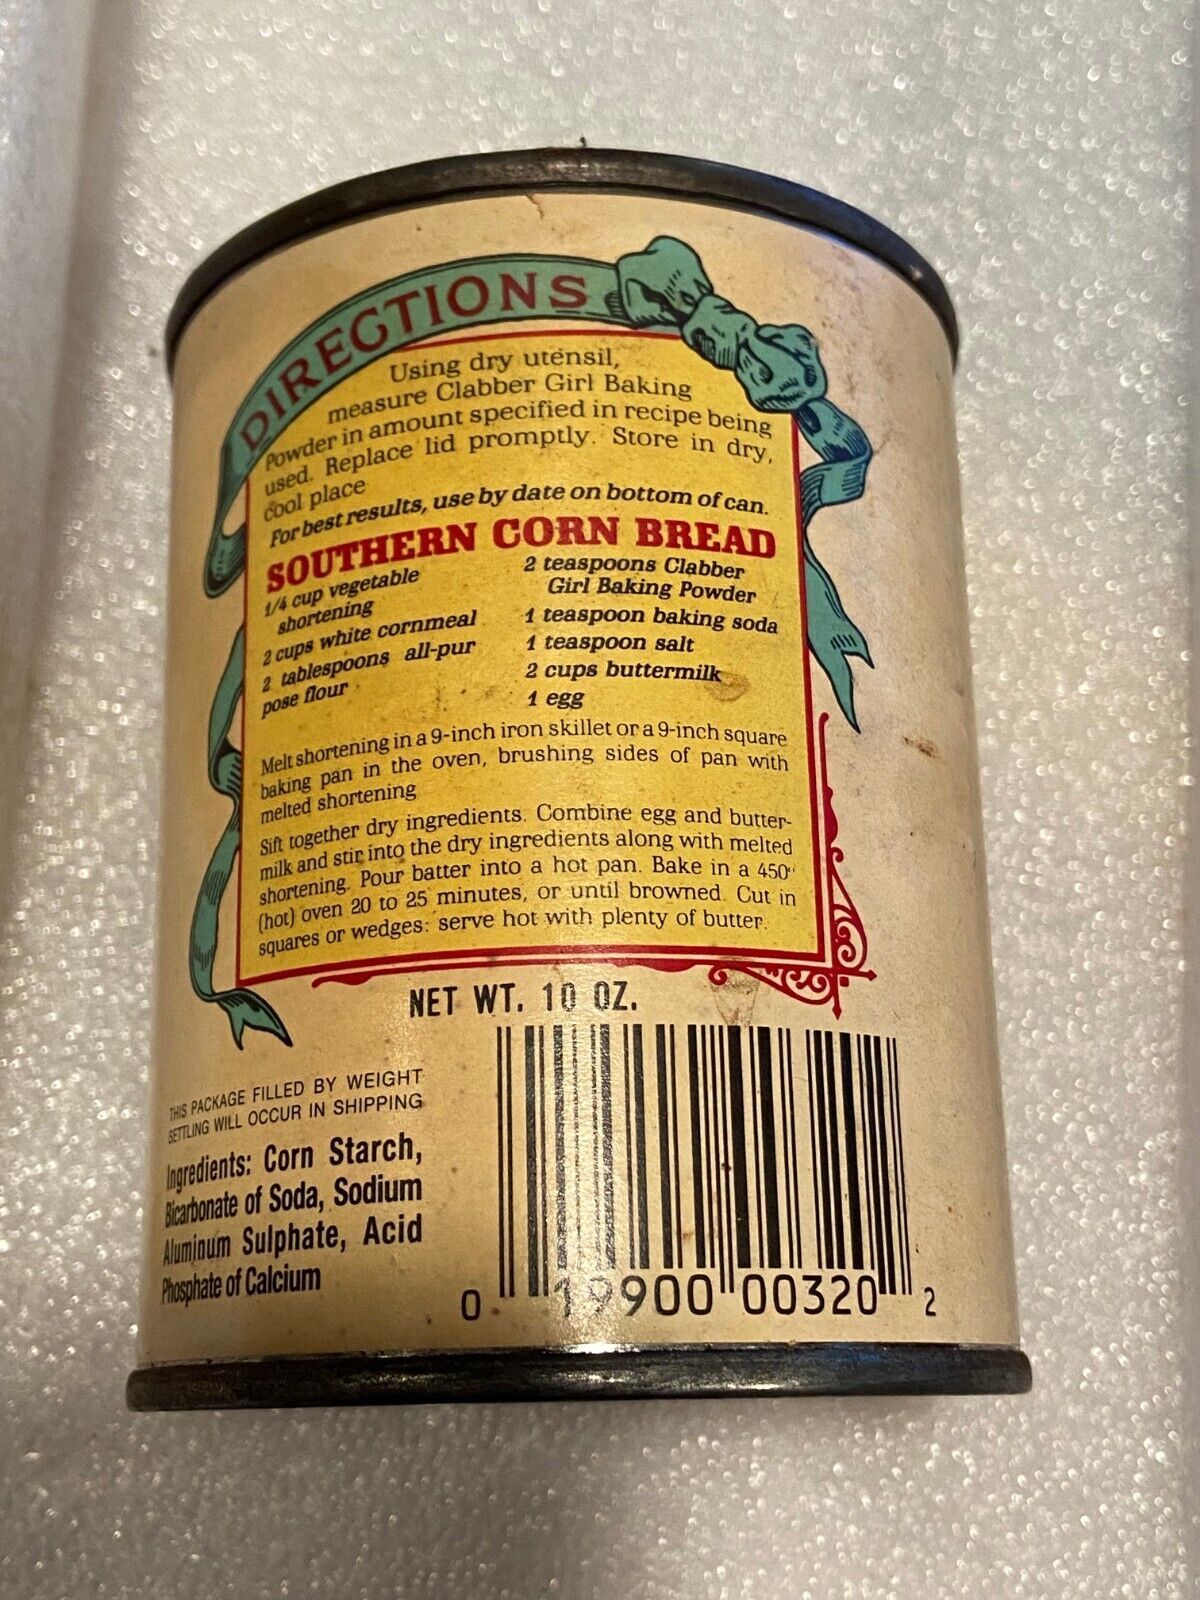 DIRECTIONS
Using dry utensil,
measure Clabber Girl Baking
Powder in amount specified in recipe being
used. Replace lid promptly. Store in dry,
cool place
For best results, use by date on bottom of can.
SOUTHERN CORN BREAD
1/4 cup vegetable
shortening
2 cups white cornmeal
2 tablespoons all-pur
pose flour
2 teaspoons Clabber
Girl Baking Powder
1 teaspoon baking soda
1 teaspoon salt
2 cups buttermilk
1 egg
Melt shortening in a 9-inch iron skillet or a 9-inch square
baking pan in the oven, brushing sides of pan with
melted shortening
Sift together dry ingredients. Combine egg and butter-
milk and stir into the dry ingredients along with melted
shortening. Pour batter into a hot pan. Bake in a 450°
(hot) oven 20 to 25 minutes, or until browned. Cut in
squares or wedges: serve hot with plenty of butter.
NET WT. 10 OZ.
THIS PACKAGE FILLED BY WEIGHT
SETTLING WILL OCCUR IN SHIPPING
Ingredients: Corn Starch,
Bicarbonate of Soda, Sodium
Aluminum Sulphate, Acid
Phosphate of Calcium
0 19900 00320 2